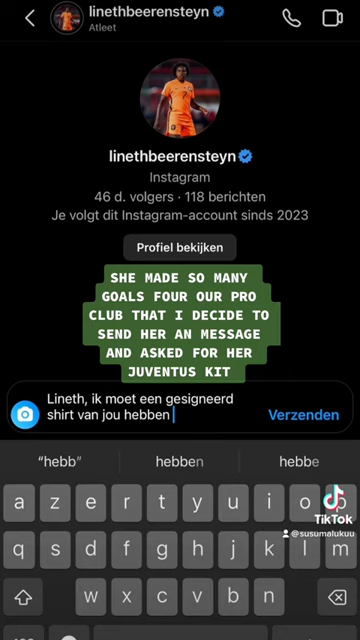 linethbeerensteyn
Atleet
linethbeerensteyn
Instagram
46 d. volgers · 118 berichten
Je volgt dit Instagram-account sinds 2023
Profiel bekijken
SHE MADE SO MANY
GOALS FOUR OUR PRO
CLUB THAT I DECIDE TO
SEND HER AN MESSAGE
AND ASKED FOR HER
JUVENTUS KIT
Lineth, ik moet een gesigneerd
shirt van jou hebben
Verzenden
"hebb" hebben hebbe
a z e r t y u i o p
TikTok
@susumalukuu
q s d f g h j k l m
w x c v b n